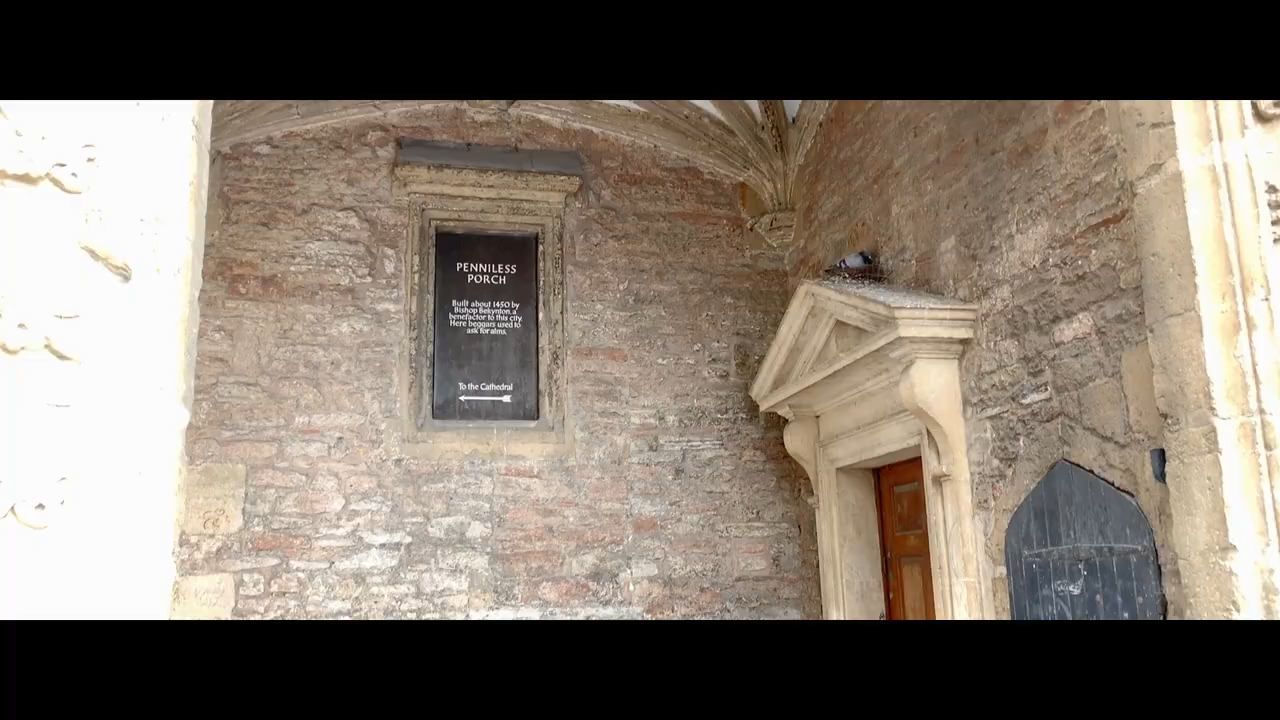 PENNILESS
PORCH
Built about 1450 by
Bishop Bekynton, a
benefactor to this city.
Here beggars used to
ask for alms.
To the Cathedral